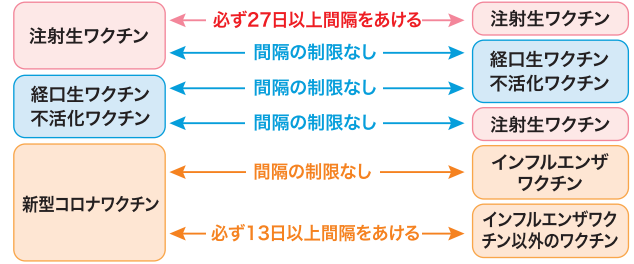 注射生ワクチン
必ず27日以上間隔をあける
注射生ワクチン
間隔の制限なし
経口生ワクチン
不活化ワクチン
経口生ワクチン
不活化ワクチン
間隔の制限なし
間隔の制限なし
注射生ワクチン
新型コロナワクチン
間隔の制限なし
インフルエンザ
ワクチン
必ず13日以上間隔をあける
インフルエンザワク
チン以外のワクチン